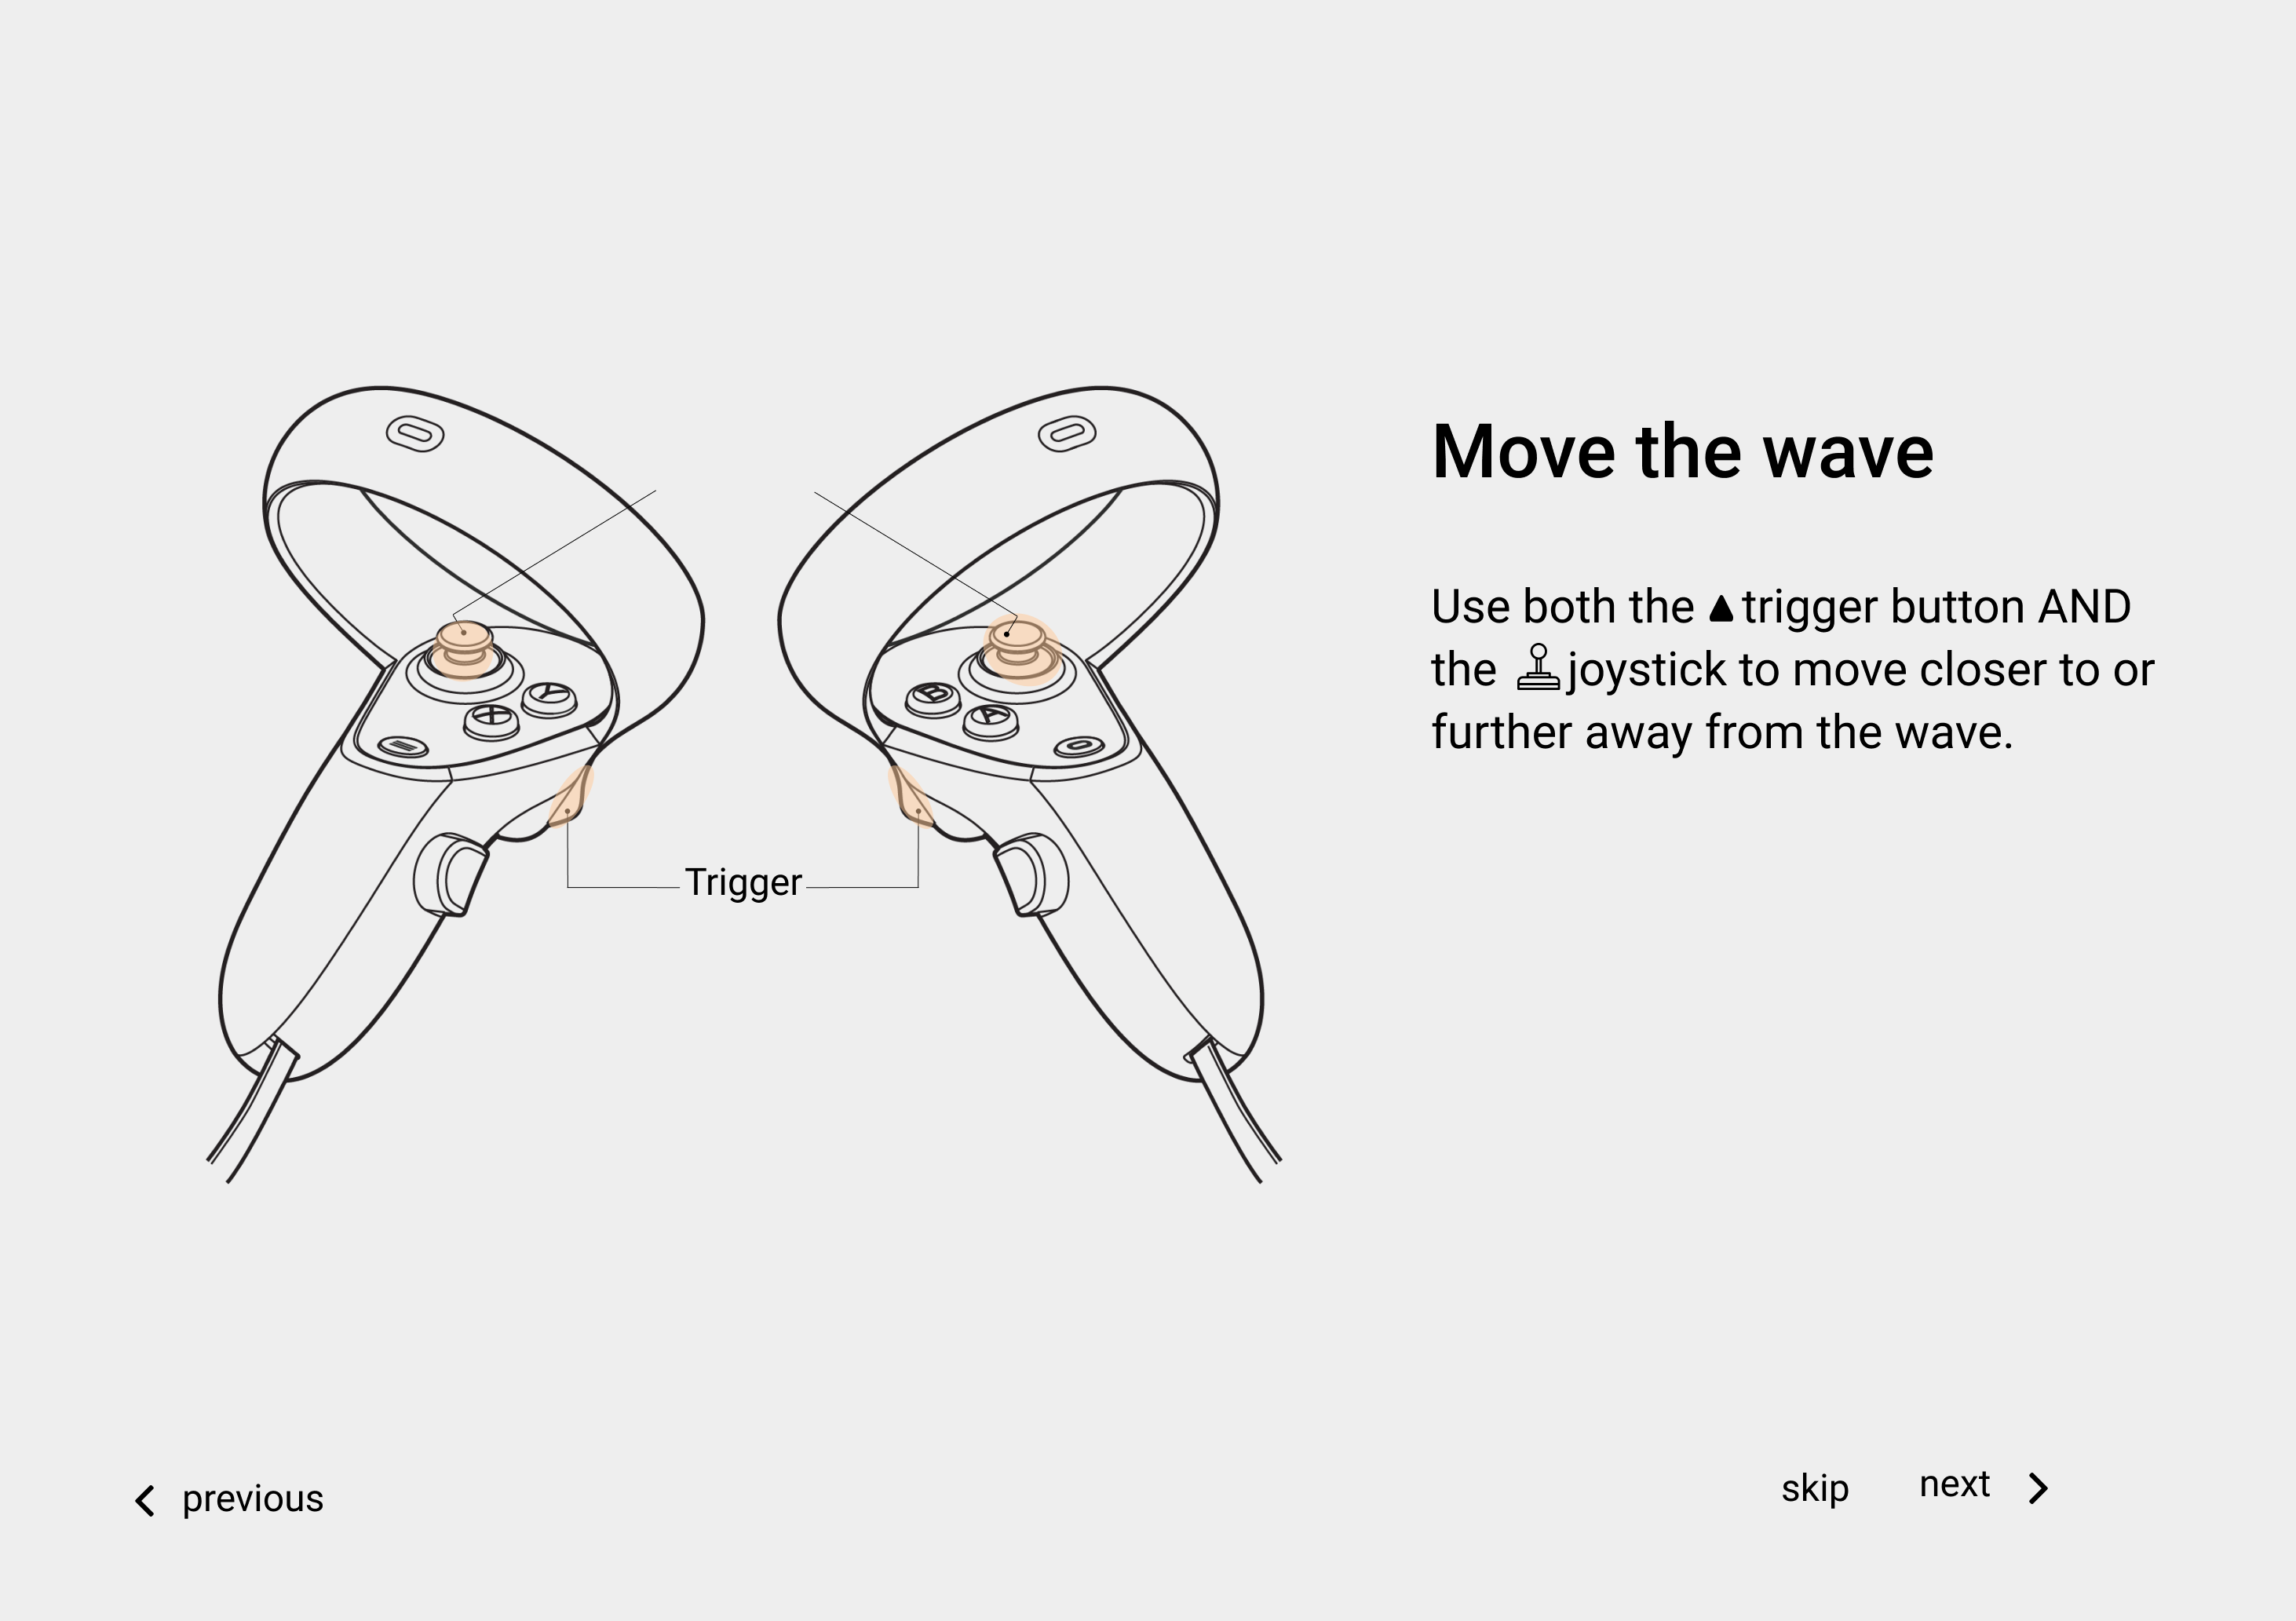 Move the wave
Use both the ▲ trigger button AND
the joystick to move closer to or
further away from the wave.
Y
X
B
A
Trigger
previous
skip
next